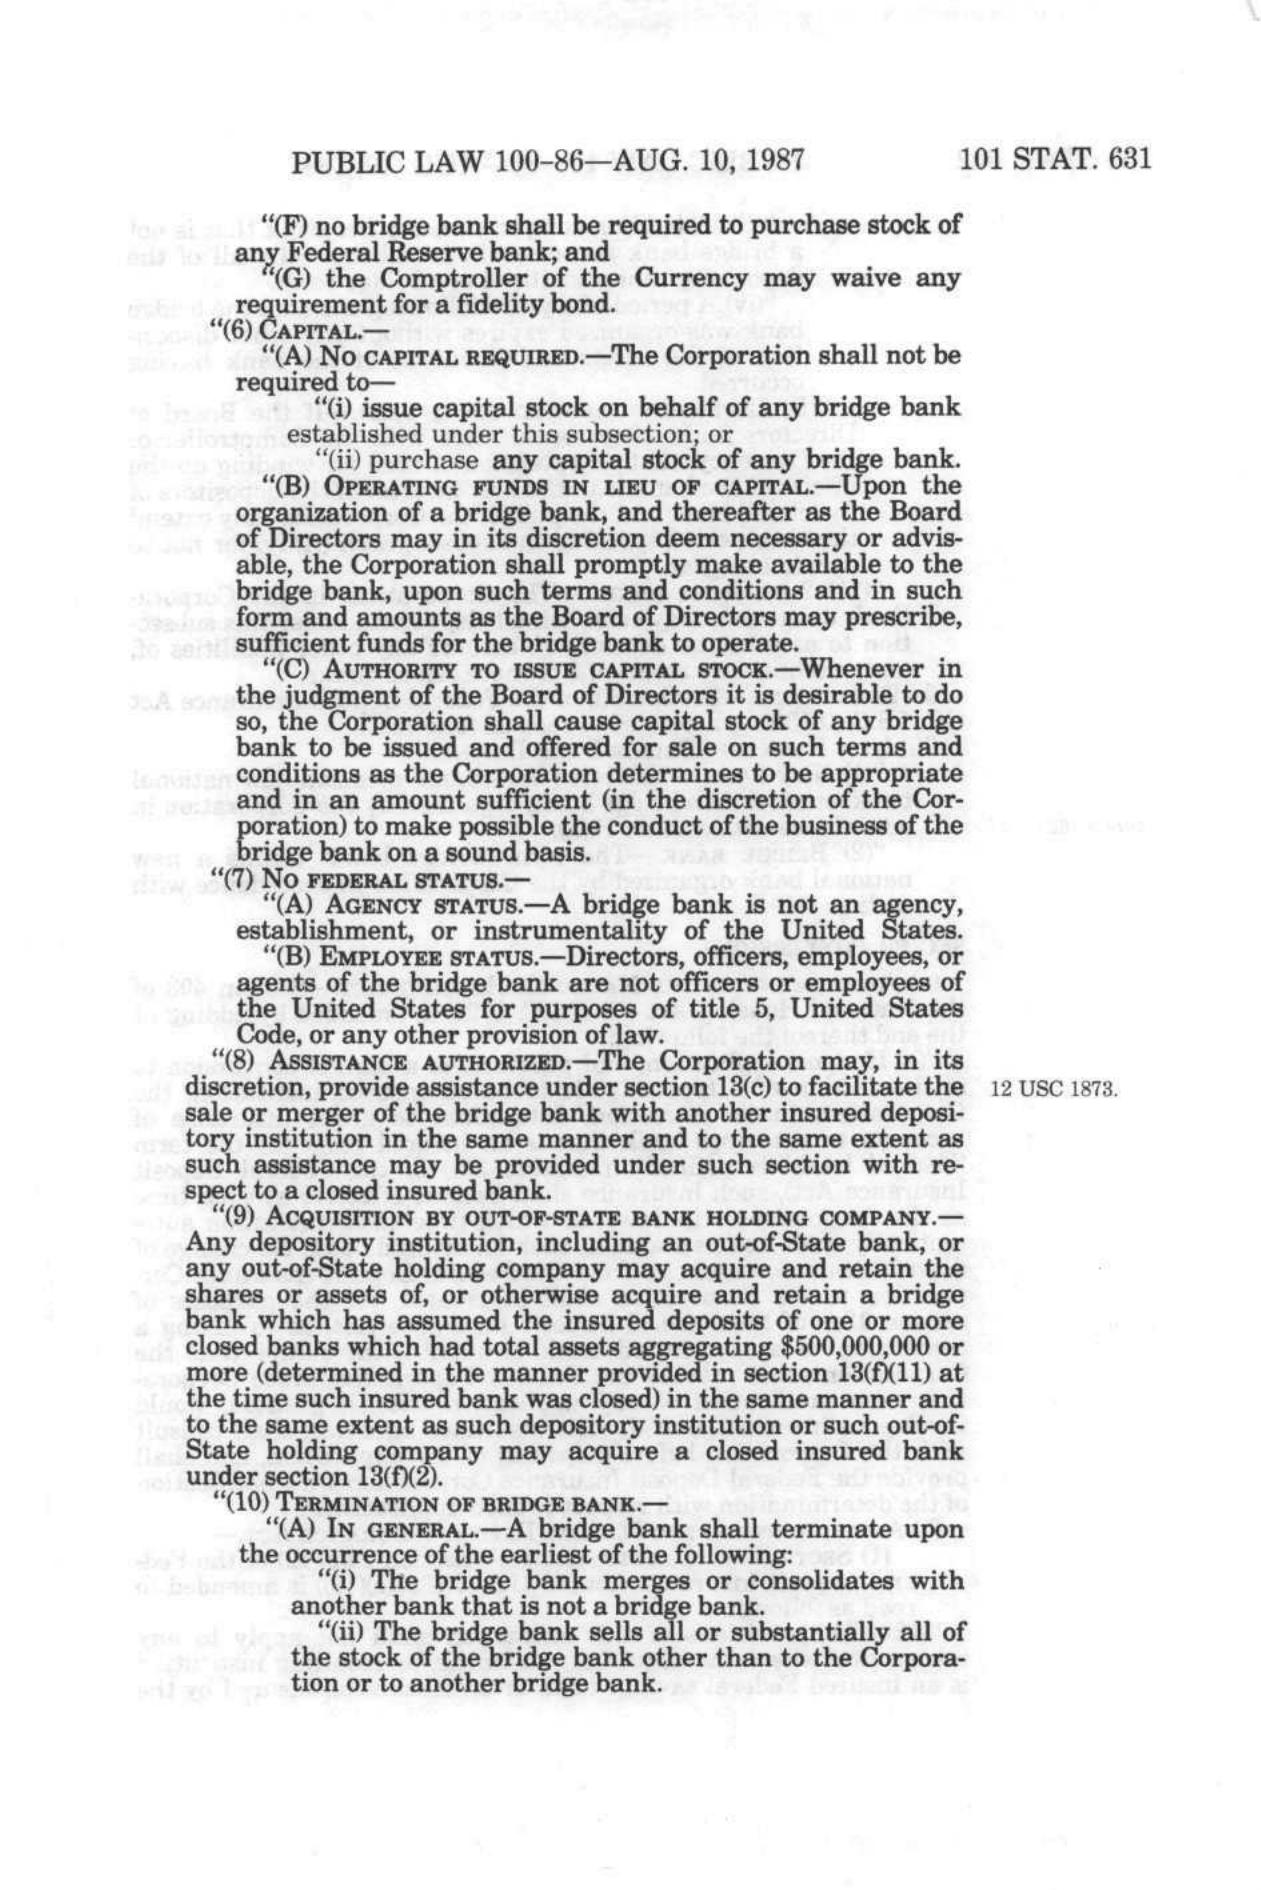 PUBLIC LAW 100-86—AUG. 10, 1987 101 STAT. 631
“(F) no bridge bank shall be required to purchase stock of
any Federal Reserve bank; and
“(G) the Comptroller of the Currency may waive any
requirement for a fidelity bond.
“(6) CAPITAL.—
“(A) NO CAPITAL REQUIRED.—The Corporation shall not be
required to—
“(i) issue capital stock on behalf of any bridge bank
established under this subsection; or
“(ii) purchase any capital stock of any bridge bank.
“(B) OPERATING FUNDS IN LIEU OF CAPITAL.—Upon the
organization of a bridge bank, and thereafter as the Board
of Directors may in its discretion deem necessary or advis-
able, the Corporation shall promptly make available to the
bridge bank, upon such terms and conditions and in such
form and amounts as the Board of Directors may prescribe,
sufficient funds for the bridge bank to operate.
“(C) AUTHORITY TO ISSUE CAPITAL STOCK.—Whenever in
the judgment of the Board of Directors it is desirable to do
so, the Corporation shall cause capital stock of any bridge
bank to be issued and offered for sale on such terms and
conditions as the Corporation determines to be appropriate
and in an amount sufficient (in the discretion of the Cor-
poration) to make possible the conduct of the business of the
bridge bank on a sound basis.
“(7) NO FEDERAL STATUS.—
“(A) AGENCY STATUS.—A bridge bank is not an agency,
establishment, or instrumentality of the United States.
“(B) EMPLOYEE STATUS.—Directors, officers, employees, or
agents of the bridge bank are not officers or employees of
the United States for purposes of title 5, United States
Code, or any other provision of law.
“(8) ASSISTANCE AUTHORIZED.—The Corporation may, in its
discretion, provide assistance under section 13(c) to facilitate the 12 USC 1873.
sale or merger of the bridge bank with another insured deposi-
tory institution in the same manner and to the same extent as
such assistance may be provided under such section with re-
spect to a closed insured bank.
“(9) ACQUISITION BY OUT-OF-STATE BANK HOLDING COMPANY.—
Any depository institution, including an out-of-State bank, or
any out-of-State holding company may acquire and retain the
shares or assets of, or otherwise acquire and retain a bridge
bank which has assumed the insured deposits of one or more
closed banks which had total assets aggregating $500,000,000 or
more (determined in the manner provided in section 13(f)(11) at
the time such insured bank was closed) in the same manner and
to the same extent as such depository institution or such out-of-
State holding company may acquire a closed insured bank
under section 13(f)(2).
“(10) TERMINATION OF BRIDGE BANK.—
“(A) IN GENERAL.—A bridge bank shall terminate upon
the occurrence of the earliest of the following:
“(i) The bridge bank merges or consolidates with
another bank that is not a bridge bank.
“(ii) The bridge bank sells all or substantially all of
the stock of the bridge bank other than to the Corpora-
tion or to another bridge bank.